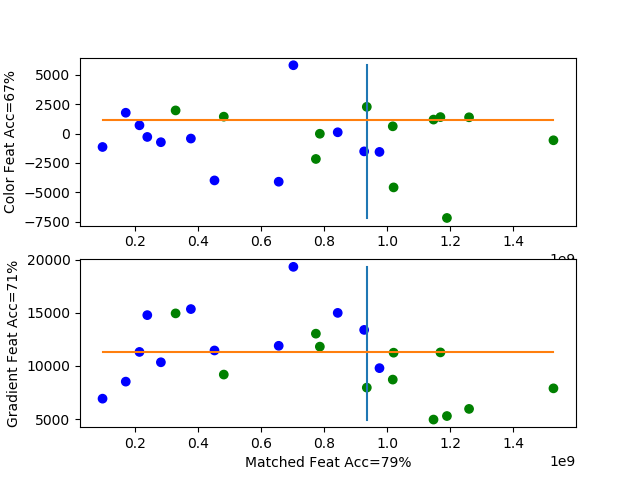 Color Feat Acc=67%
5000
2500
0
−2500
−5000
−7500
0.2 0.4 0.6 0.8 1.0 1.2 1.4
1e9
Gradient Feat Acc=71%
20000
15000
10000
5000
0.2 0.4 0.6 0.8 1.0 1.2 1.4
Matched Feat Acc=79%
1e9